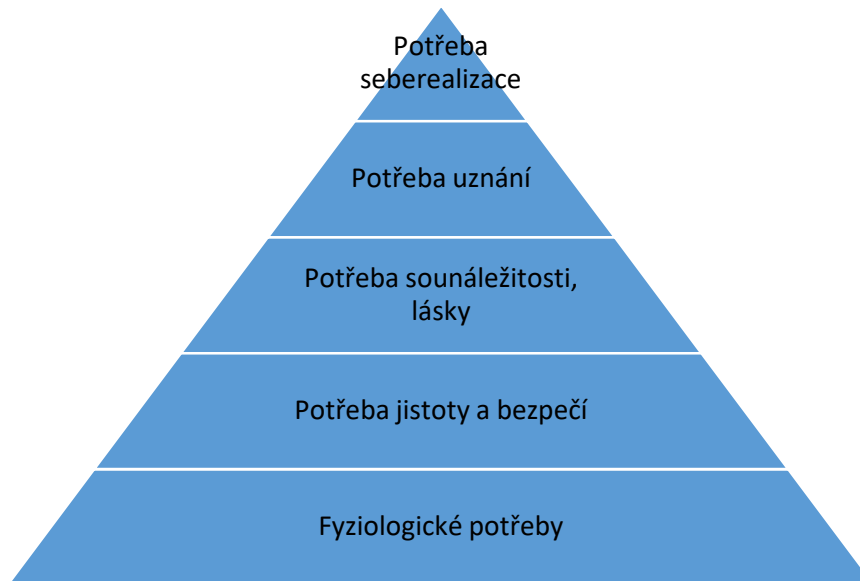 Potřeba
seberealizace
Potřeba uznání
Potřeba sounáležitosti,
lásky
Potřeba jistoty a bezpečí
Fyziologické potřeby